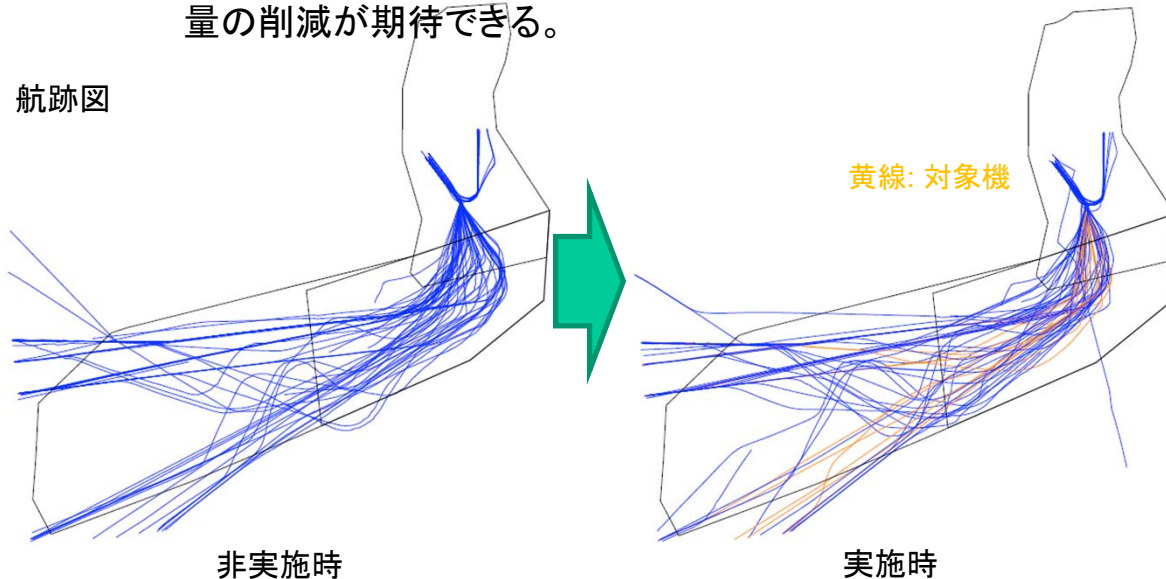 量の削減が期待できる。
航跡図
黄線: 対象機
非実施時
実施時